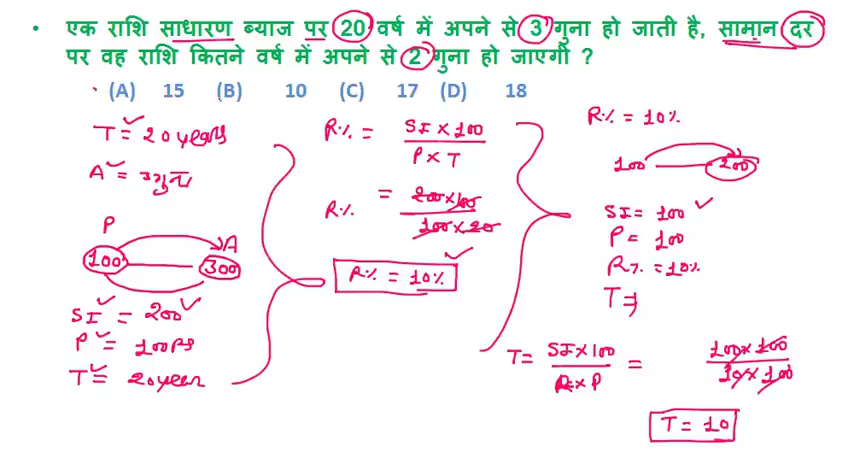 • एक राशि साधारण ब्याज पर 20 वर्ष में अपने से 3 गुना हो जाती है, सामान दर
पर वह राशि कितने वर्ष में अपने से 2 गुना हो जाएगी ?
(A) 15 (B) 10 (C) 17 (D) 18
T = 20 years
A = 3गुना
P
A
100 300
SI = 200
P = 100 Rs
T = 20 year
R% = SI × 100
P × T
R% = 200 × 100
100 × 20
R% = 10%
R% = 10%
100 200
SI = 100
P = 100
R% = 10%
T =
T = SI × 100 = 100 × 100
R × P 10 × 100
T = 10